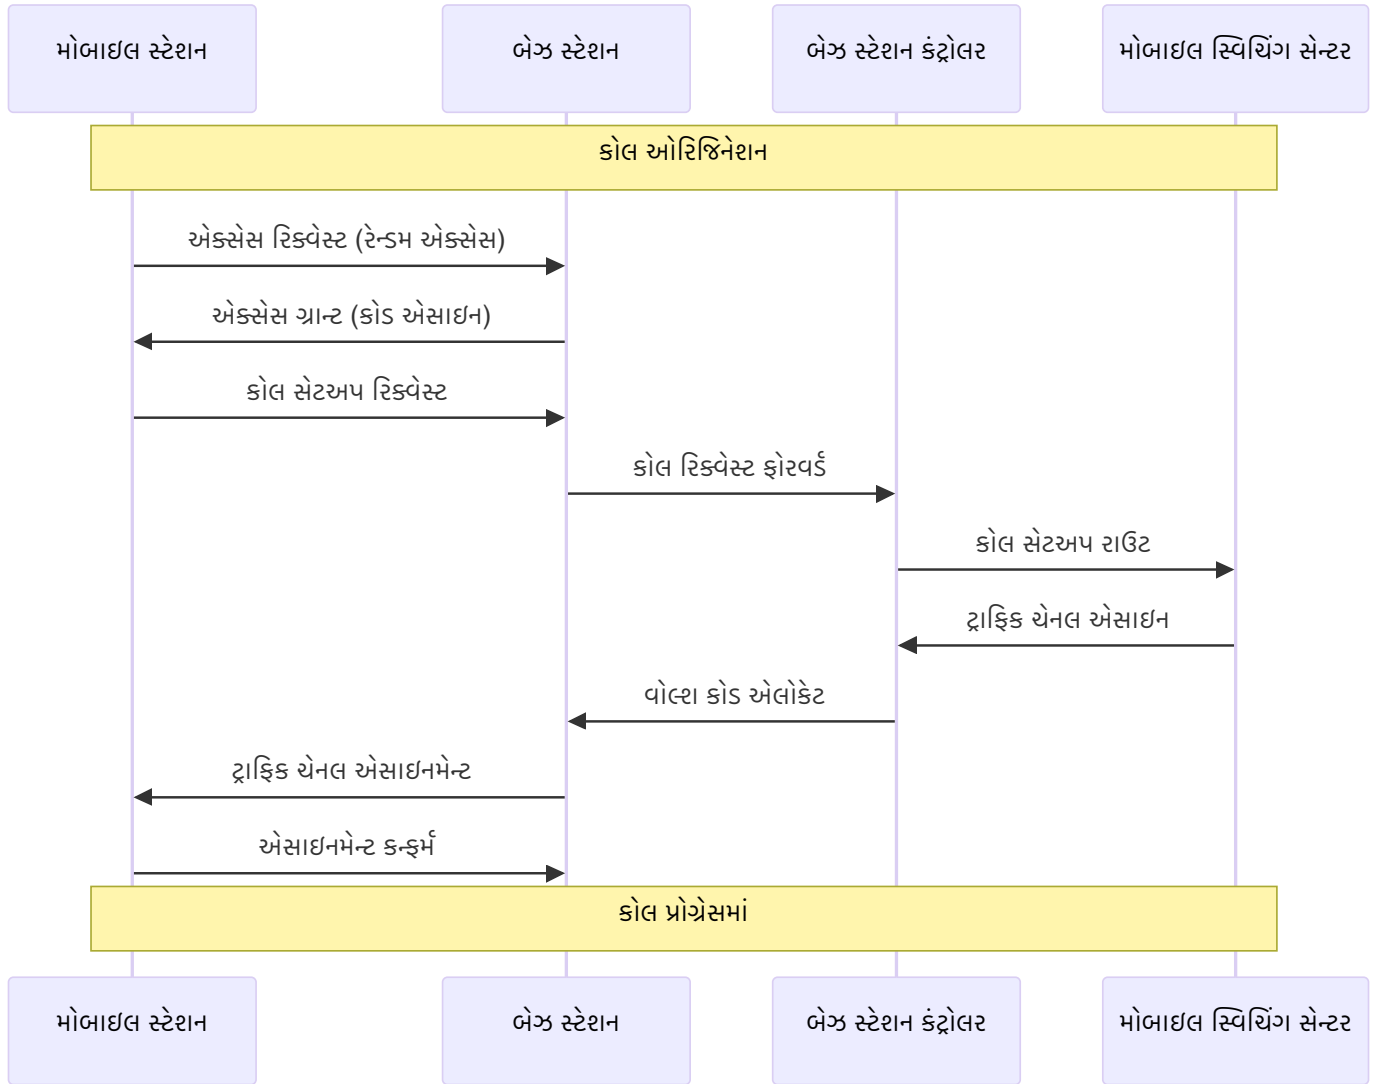 મોબાઇલ સ્ટેશન
બેઝ સ્ટેશન
બેઝ સ્ટેશન કંટ્રોલર
મોબાઇલ સ્વિચિંગ સેન્ટર
કોલ ઓરિજિનેશન
એક્સેસ રિક્વેસ્ટ (રેન્ડમ એક્સેસ)
એક્સેસ ગ્રાન્ટ (કોડ એસાઇન)
કોલ સેટઅપ રિક્વેસ્ટ
કોલ રિક્વેસ્ટ ફોરવર્ડ
કોલ સેટઅપ રાઉટ
ટ્રાફિક ચેનલ એસાઇન
વોલ્શ કોડ એલોકેટ
ટ્રાફિક ચેનલ એસાઇનમેન્ટ
એસાઇનમેન્ટ કન્ફર્મ
કોલ પ્રોગ્રેસમાં
મોબાઇલ સ્ટેશન
બેઝ સ્ટેશન
બેઝ સ્ટેશન કંટ્રોલર
મોબાઇલ સ્વિચિંગ સેન્ટર